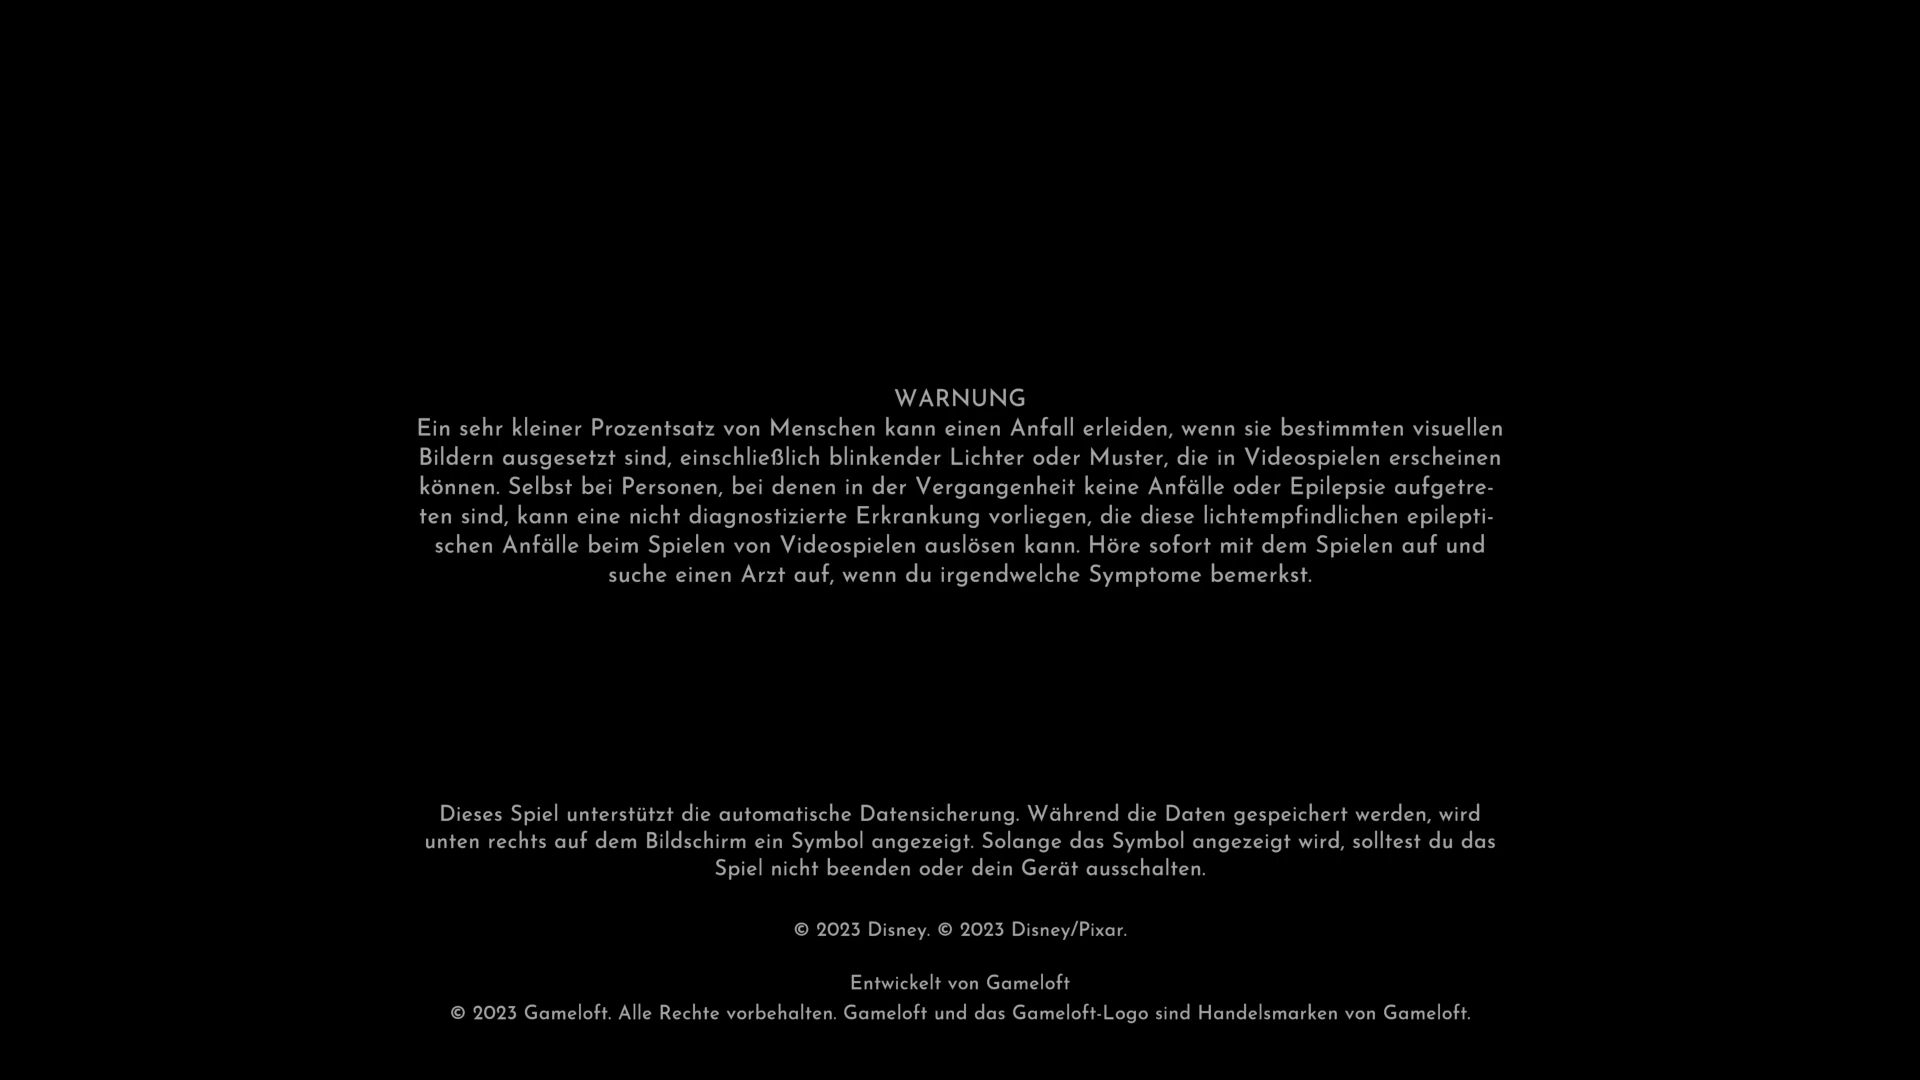 WARNUNG
Ein sehr kleiner Prozentsatz von Menschen kann einen Anfall erleiden, wenn sie bestimmten visuellen
Bildern ausgesetzt sind, einschließlich blinkender Lichter oder Muster, die in Videospielen erscheinen
können. Selbst bei Personen, bei denen in der Vergangenheit keine Anfälle oder Epilepsie aufgetre-
ten sind, kann eine nicht diagnostizierte Erkrankung vorliegen, die diese lichtempfindlichen epilepti-
schen Anfälle beim Spielen von Videospielen auslösen kann. Höre sofort mit dem Spielen auf und
suche einen Arzt auf, wenn du irgendwelche Symptome bemerkst.
Dieses Spiel unterstützt die automatische Datensicherung. Während die Daten gespeichert werden, wird
unten rechts auf dem Bildschirm ein Symbol angezeigt. Solange das Symbol angezeigt wird, solltest du das
Spiel nicht beenden oder dein Gerät ausschalten.
© 2023 Disney. © 2023 Disney/Pixar.
Entwickelt von Gameloft
© 2023 Gameloft. Alle Rechte vorbehalten. Gameloft und das Gameloft-Logo sind Handelsmarken von Gameloft.